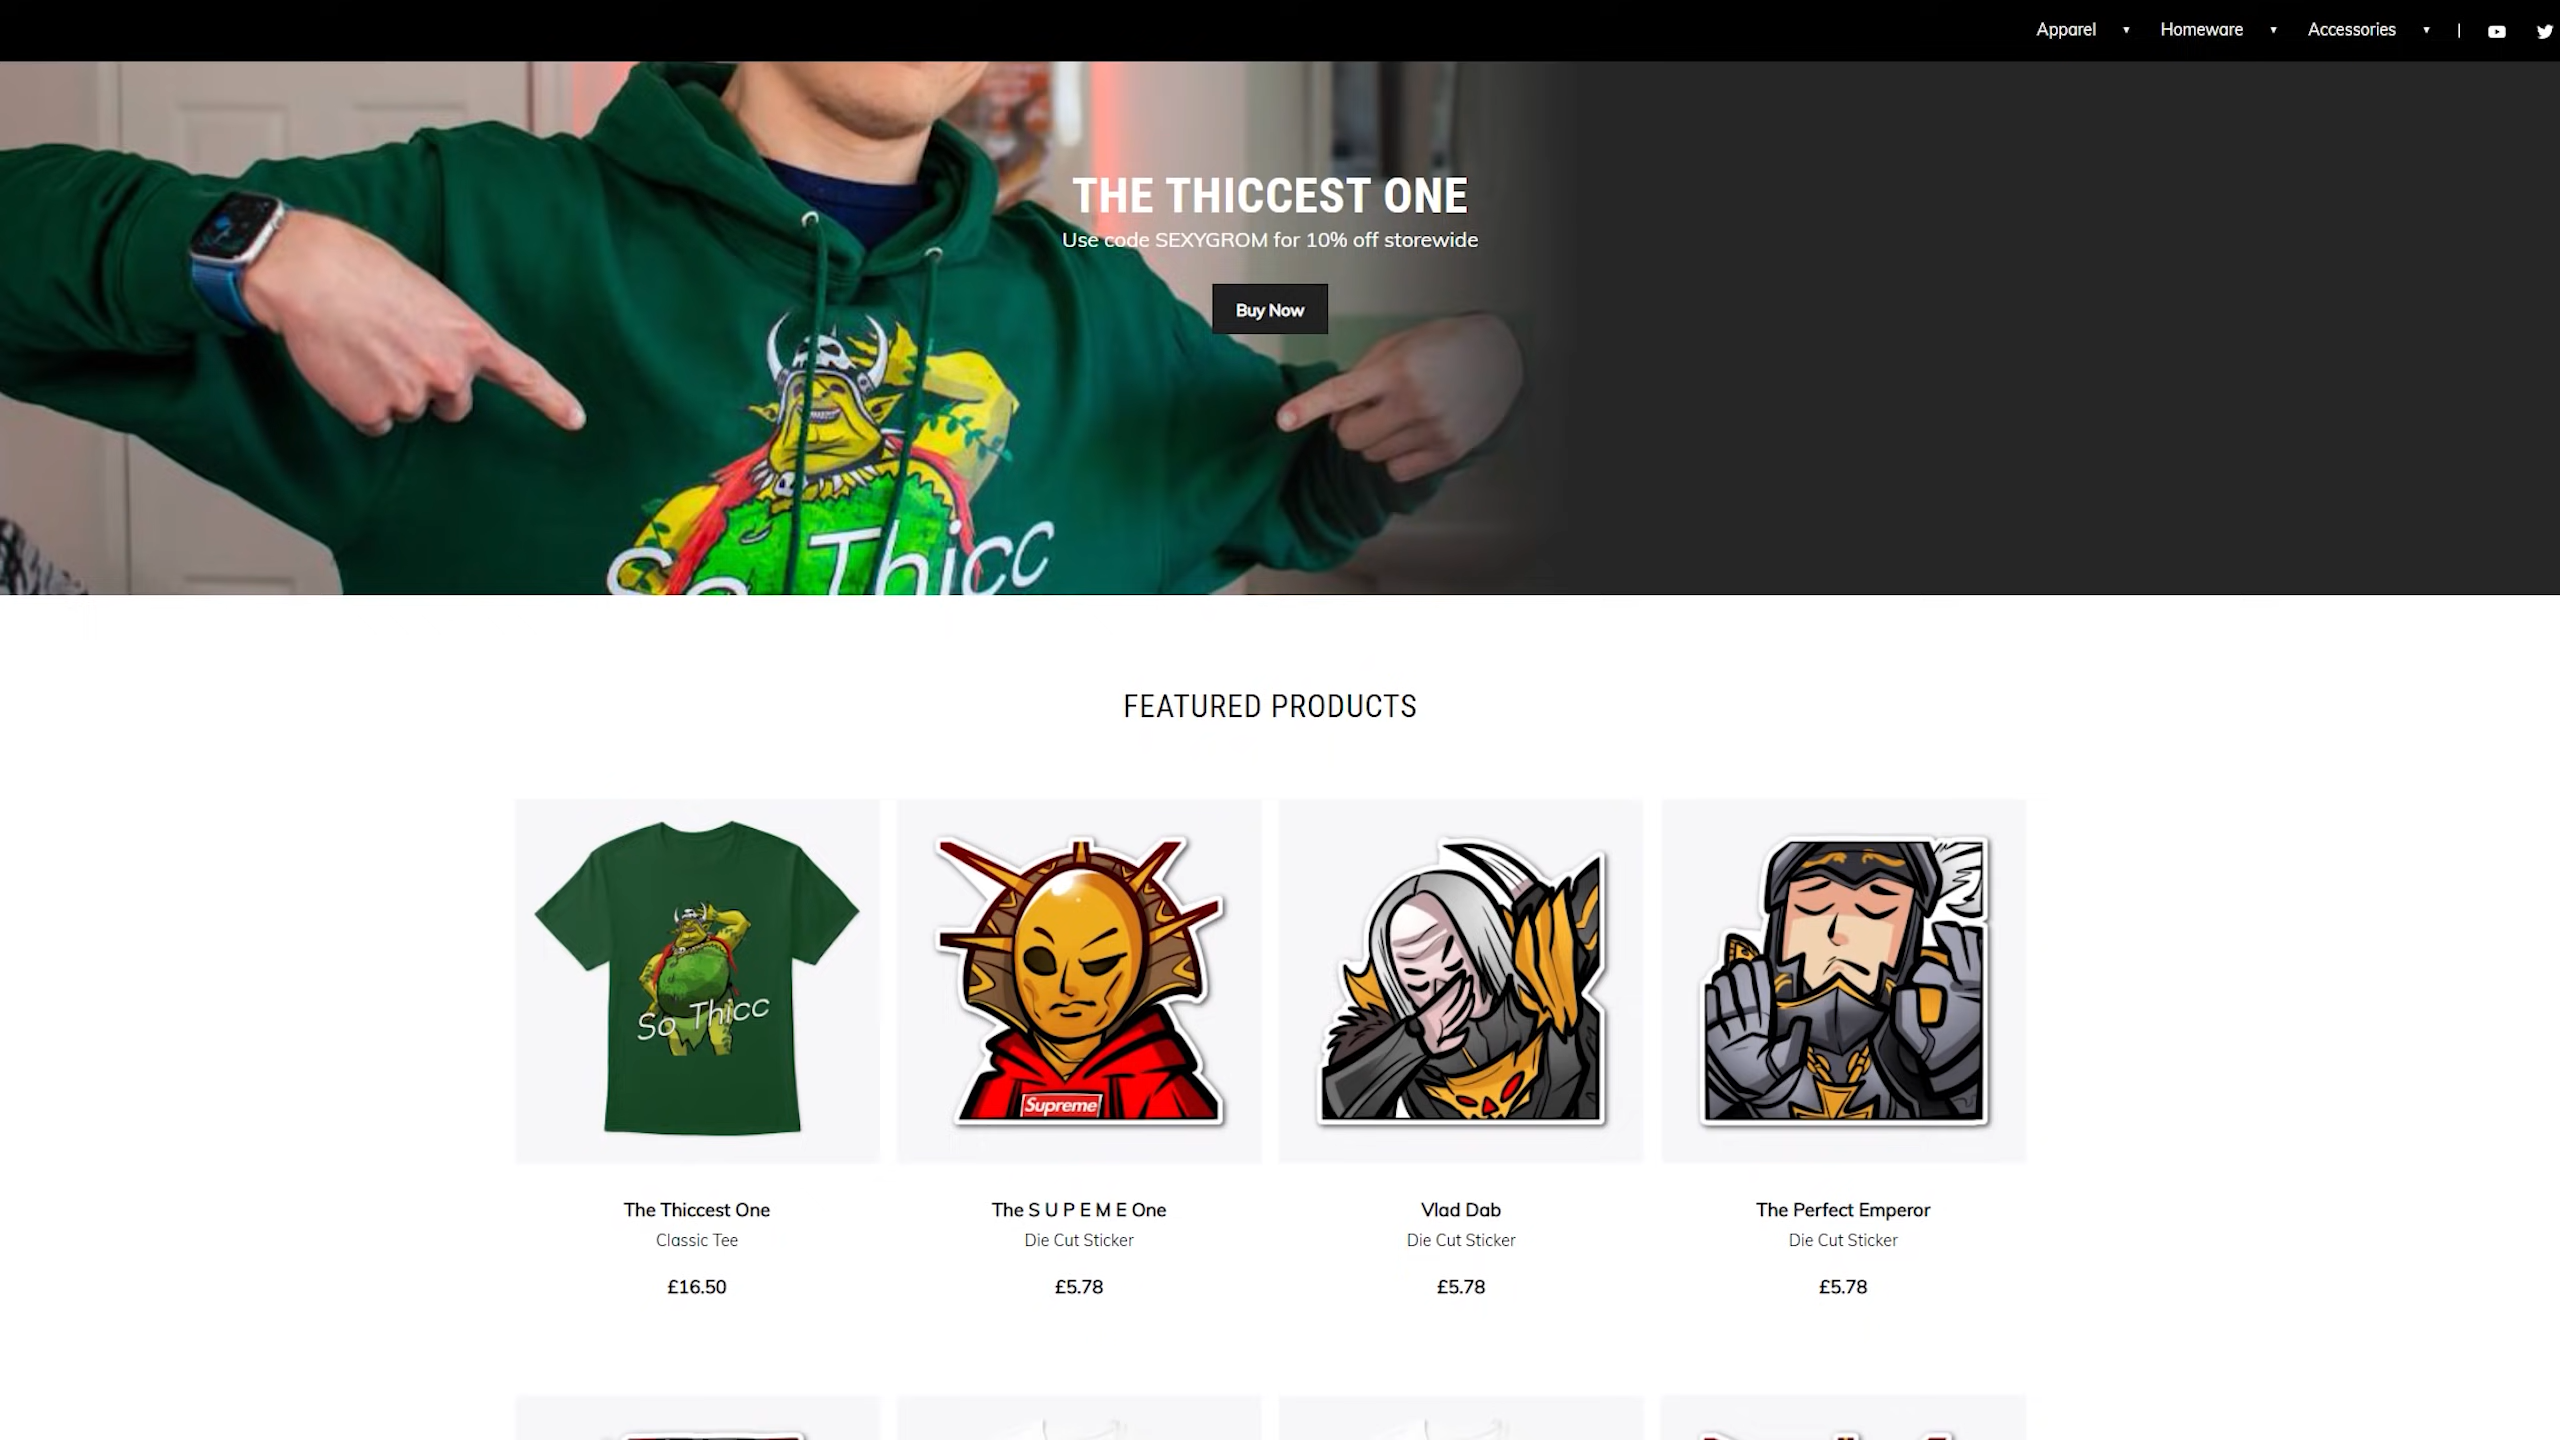 Apparel ▼ Homeware ▼ Accessories ▼ |
THE THICCEST ONE
Use code SEXYGROM for 10% off storewide
Buy Now
So Thicc
FEATURED PRODUCTS
So Thicc
Supreme
The Thiccest One
Classic Tee
£16.50
The S U P E M E One
Die Cut Sticker
£5.78
Vlad Dab
Die Cut Sticker
£5.78
The Perfect Emperor
Die Cut Sticker
£5.78